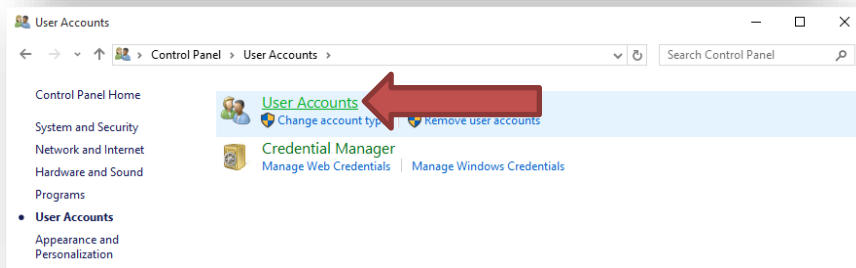 User Accounts
Control Panel > User Accounts >
Search Control Panel
Control Panel Home
System and Security
Network and Internet
Hardware and Sound
Programs
User Accounts
Appearance and
Personalization
User Accounts
Change account type Remove user accounts
Credential Manager
Manage Web Credentials Manage Windows Credentials